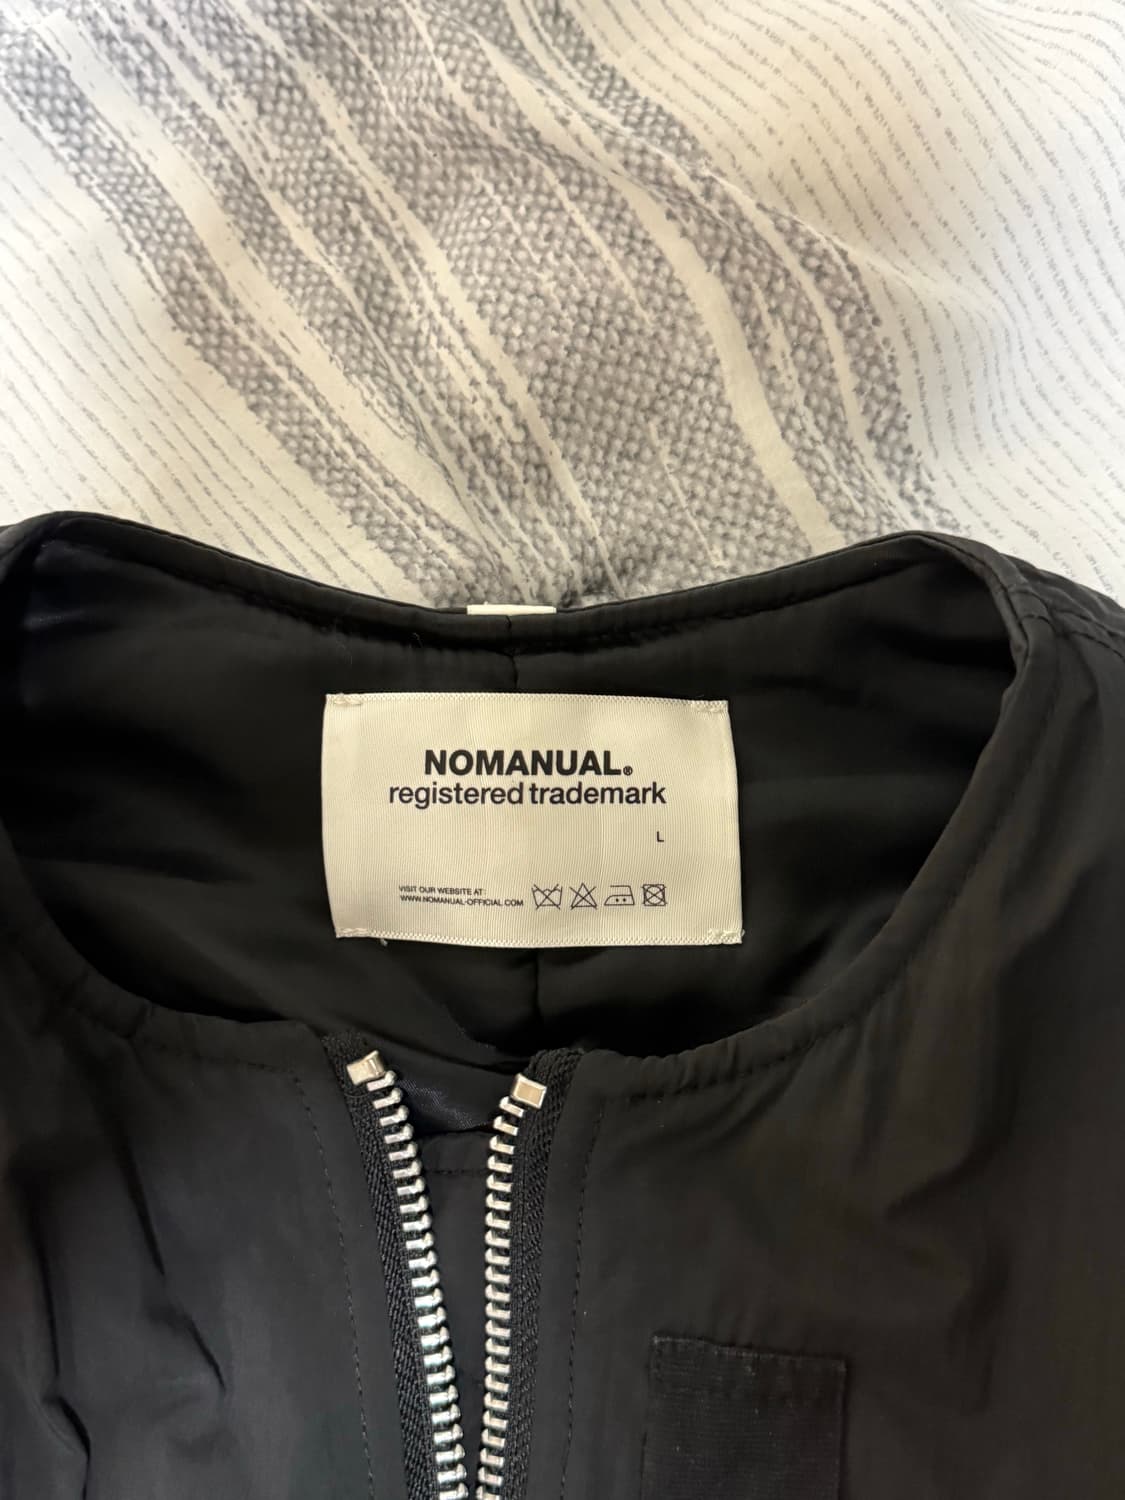 NOMANUAL®
registered trademark
L
VISIT OUR WEBSITE AT:
WWW.NOMANUAL-OFFICIAL.COM